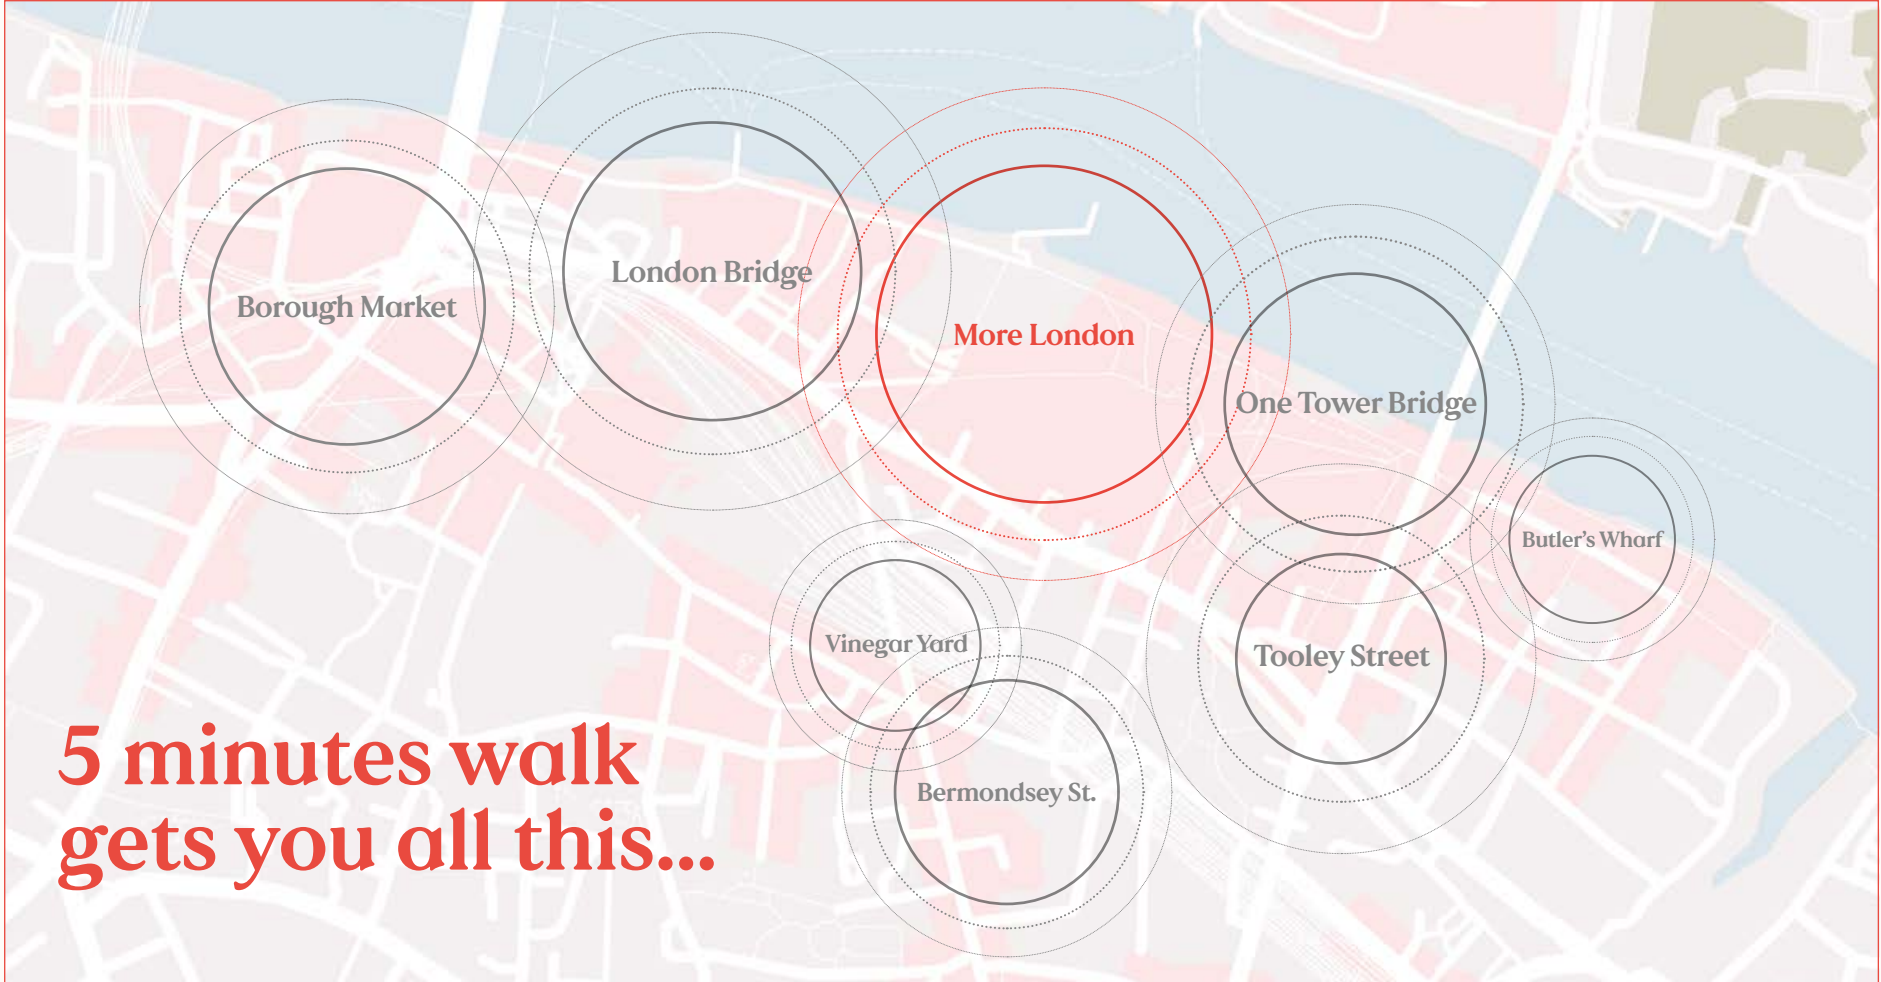 London Bridge
Borough Market
More London
One Tower Bridge
Butler's Wharf
Vinegar Yard
Tooley Street
Bermondsey St.
5 minutes walk
gets you all this...